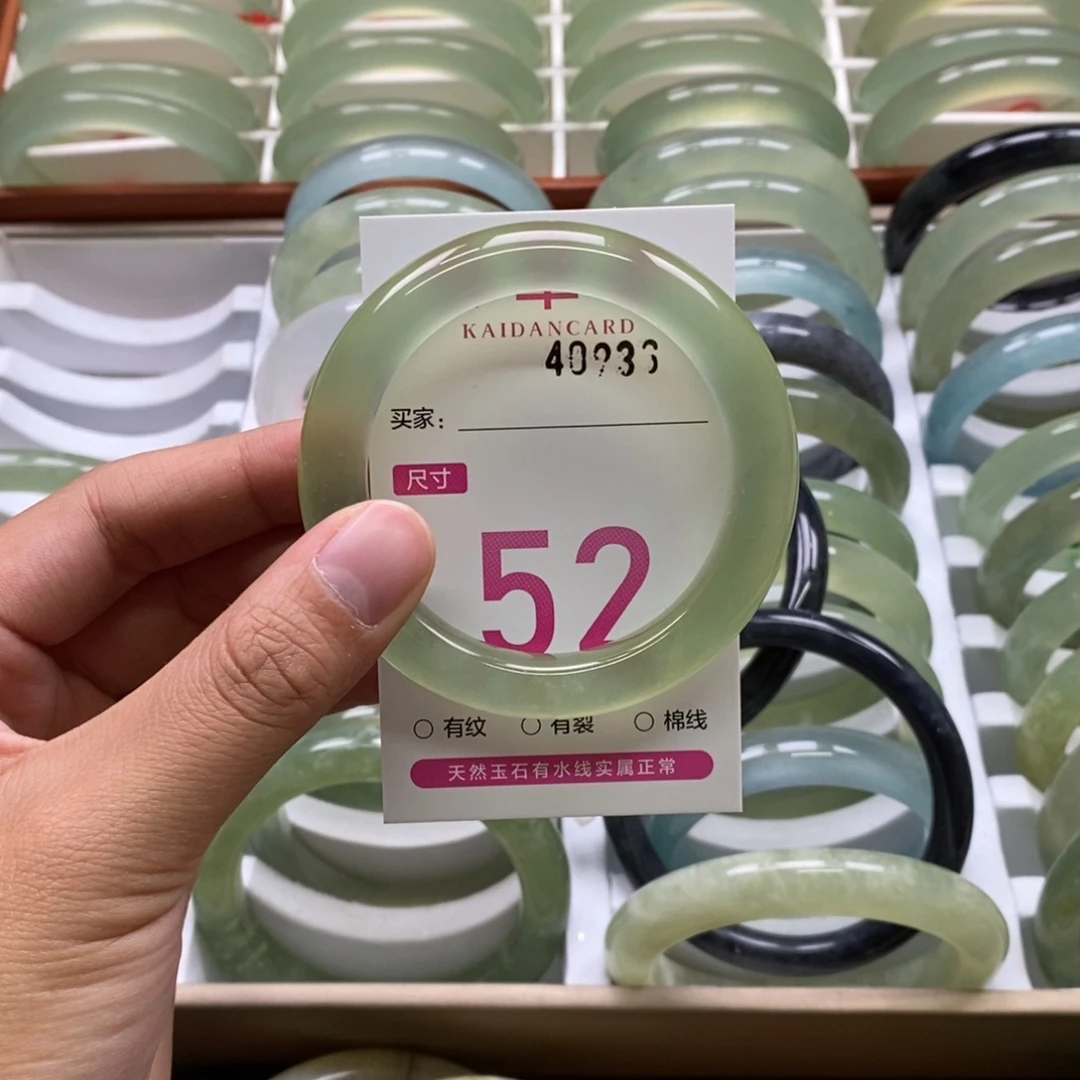 KAIDANCARD
买家：
尺寸
52
有纹 有裂 棉线
天然玉石有水线实属正常